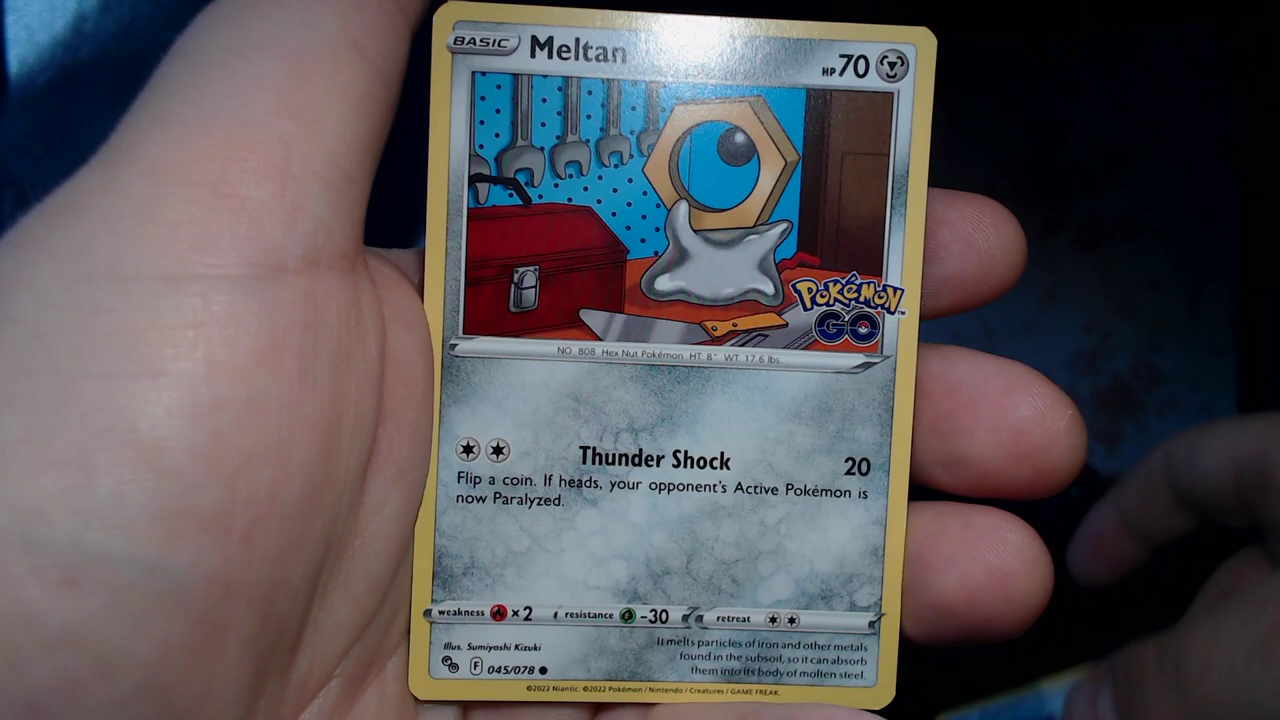 BASIC Meltan HP 70
POKéMON™
GO
NO. 808 Hex Nut Pokémon HT: 8" WT: 17.6 lbs.
Thunder Shock 20
Flip a coin. If heads, your opponent's Active Pokémon is
now Paralyzed.
weakness ×2 resistance -30 retreat
Illus. Sumiyoshi Kizuki
F 045/078
It melts particles of iron and other metals
found in the subsoil, so it can absorb
them into its body of molten steel.
©2022 Niantic. ©2022 Pokémon / Nintendo / Creatures / GAME FREAK.